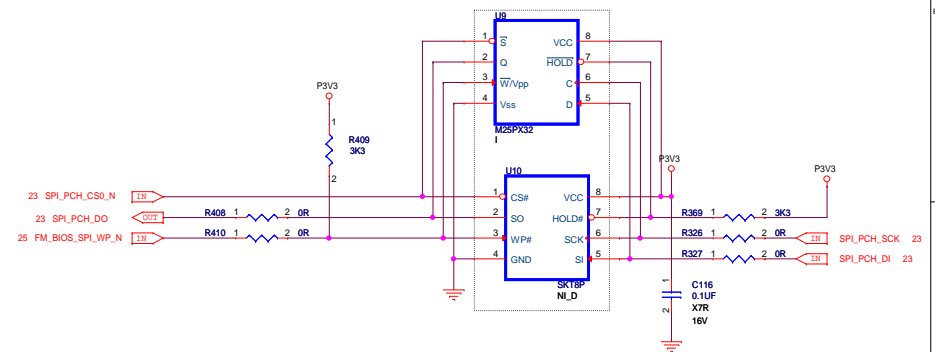 U9
1 S VCC 8
2 Q HOLD 7
3 W/Vpp C 6
4 Vss D 5
M25PX32
I
P3V3
1
R409
3K3
2
P3V3
P3V3
U10
23 SPI_PCH_CS0_N IN
1 CS# VCC 8
23 SPI_PCH_DO OUT R408 1 2 0R
2 SO HOLD# 7
R369 1 2 3K3
25 FM_BIOS_SPI_WP_N IN R410 1 2 0R
3 WP# SCK 6
R326 1 2 0R IN SPI_PCH_SCK 23
4 GND SI 5
R327 1 2 0R IN SPI_PCH_DI 23
SKT8P
NI_D
1
C116
0.1UF
X7R
2
16V